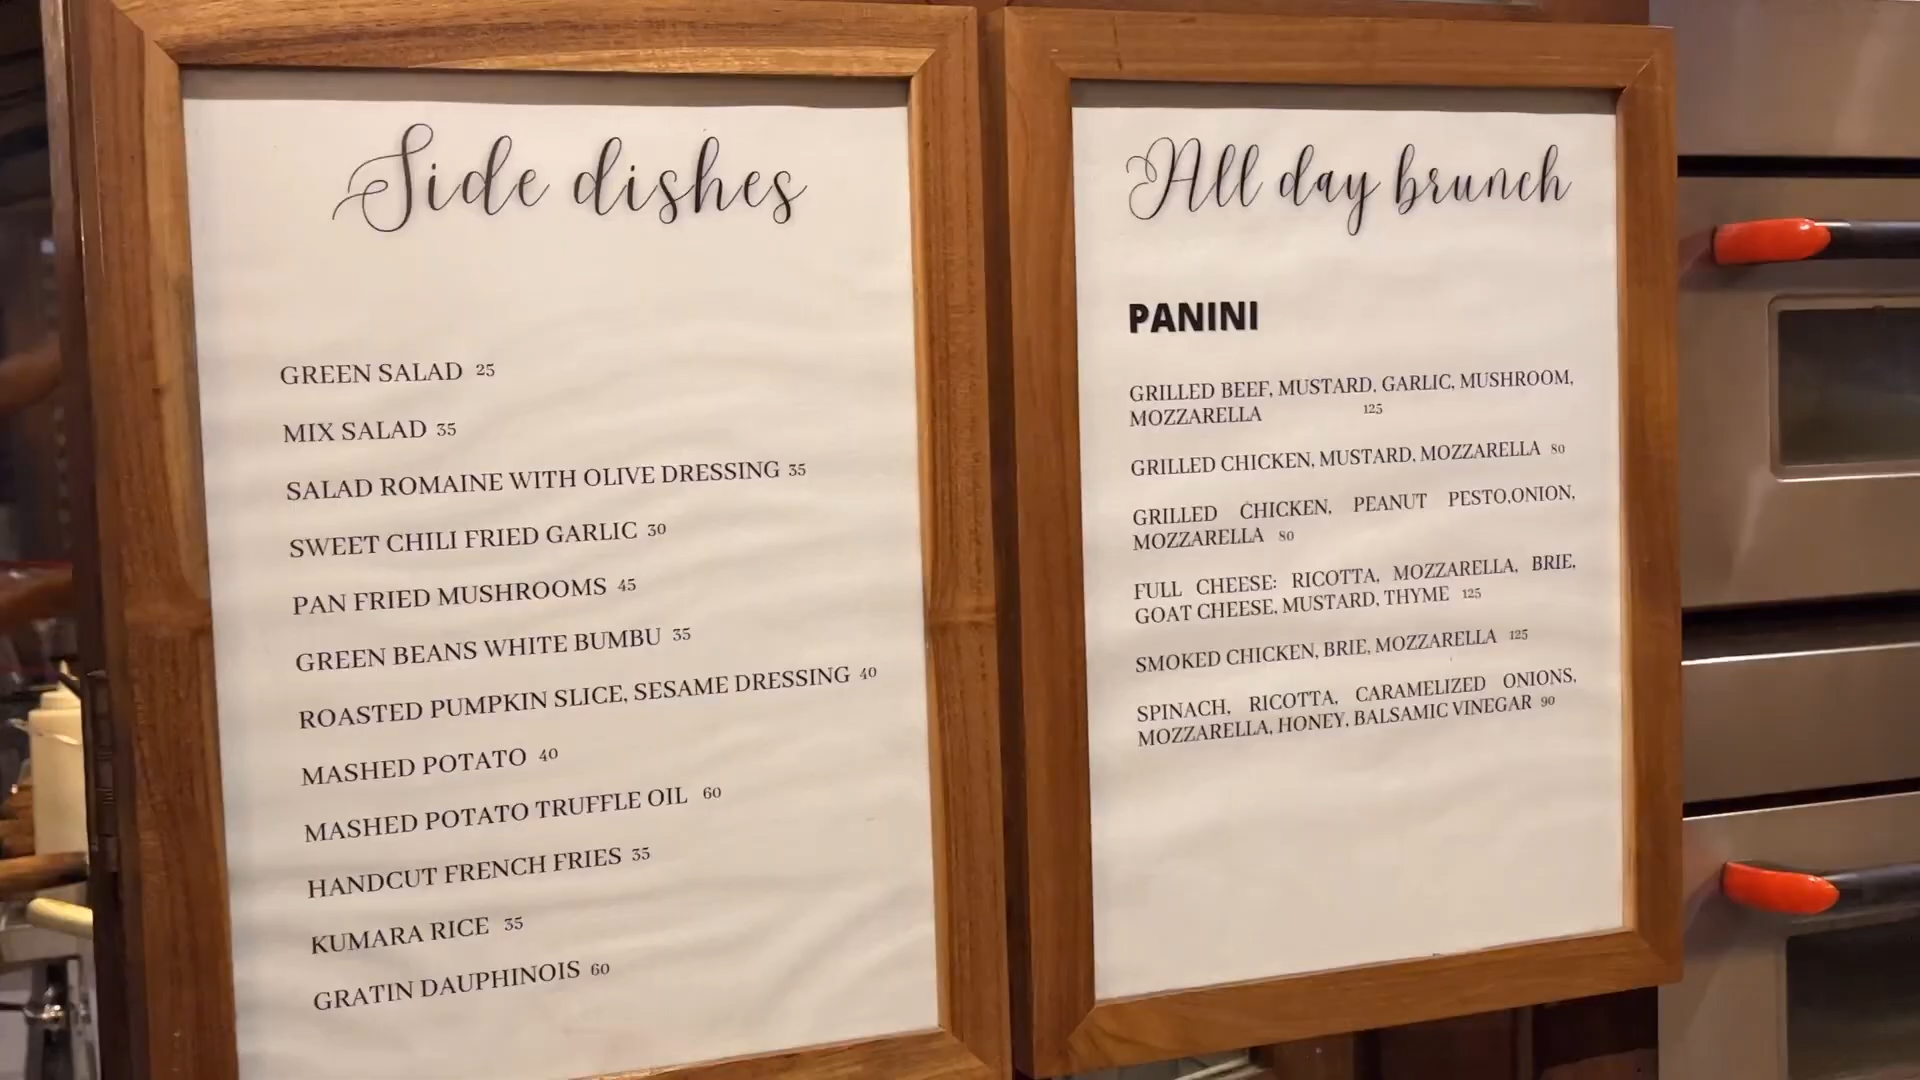 Side dishes
GREEN SALAD 25
MIX SALAD 35
SALAD ROMAINE WITH OLIVE DRESSING 35
SWEET CHILI FRIED GARLIC 30
PAN FRIED MUSHROOMS 45
GREEN BEANS WHITE BUMBU 35
ROASTED PUMPKIN SLICE, SESAME DRESSING 40
MASHED POTATO 40
MASHED POTATO TRUFFLE OIL 60
HANDCUT FRENCH FRIES 35
KUMARA RICE 35
GRATIN DAUPHINOIS 60
All day brunch
PANINI
GRILLED BEEF, MUSTARD, GARLIC, MUSHROOM,
MOZZARELLA 125
GRILLED CHICKEN, MUSTARD, MOZZARELLA 80
GRILLED CHICKEN, PEANUT PESTO,ONION,
MOZZARELLA 80
FULL CHEESE: RICOTTA, MOZZARELLA, BRIE,
GOAT CHEESE, MUSTARD, THYME 125
SMOKED CHICKEN, BRIE, MOZZARELLA 125
SPINACH, RICOTTA, CARAMELIZED ONIONS,
MOZZARELLA, HONEY, BALSAMIC VINEGAR 90